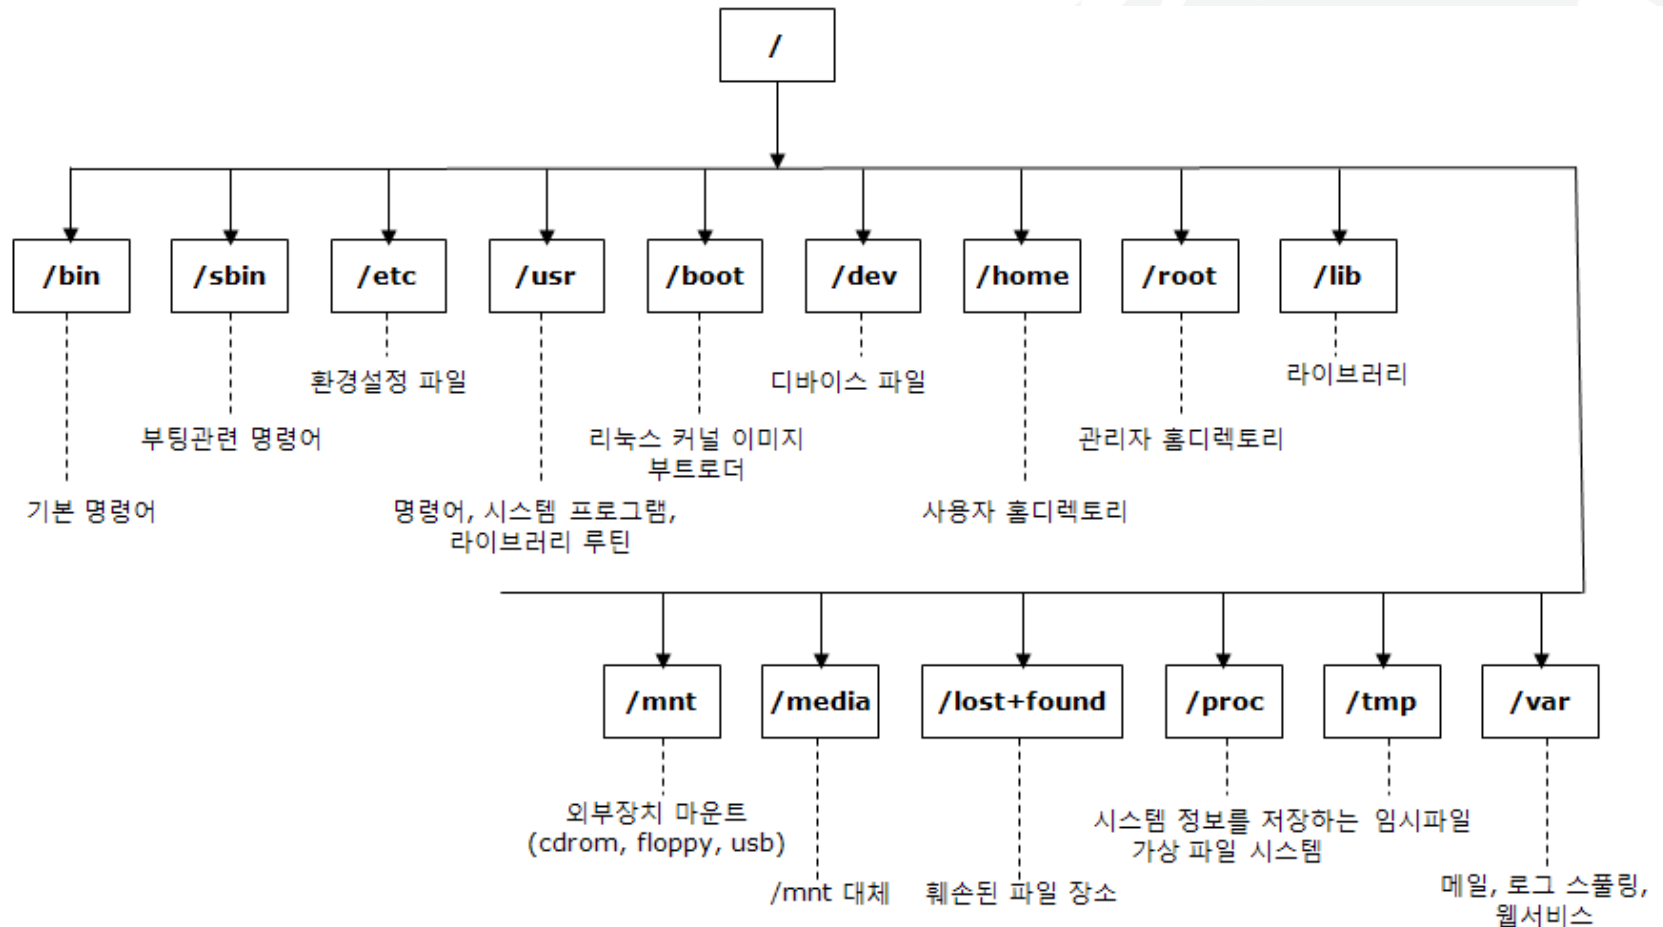 /
/bin
/sbin
/etc
/usr
/boot
/dev
/home
/root
/lib
환경설정 파일
디바이스 파일
라이브러리
부팅관련 명령어
리눅스 커널 이미지
부트로더
관리자 홈디렉토리
기본 명령어
명령어, 시스템 프로그램,
라이브러리 루틴
사용자 홈디렉토리
/mnt
/media
/lost+found
/proc
/tmp
/var
외부장치 마운트
(cdrom, floppy, usb)
시스템 정보를 저장하는
가상 파일 시스템
임시파일
/mnt 대체
훼손된 파일 장소
메일, 로그 스풀링,
웹서비스